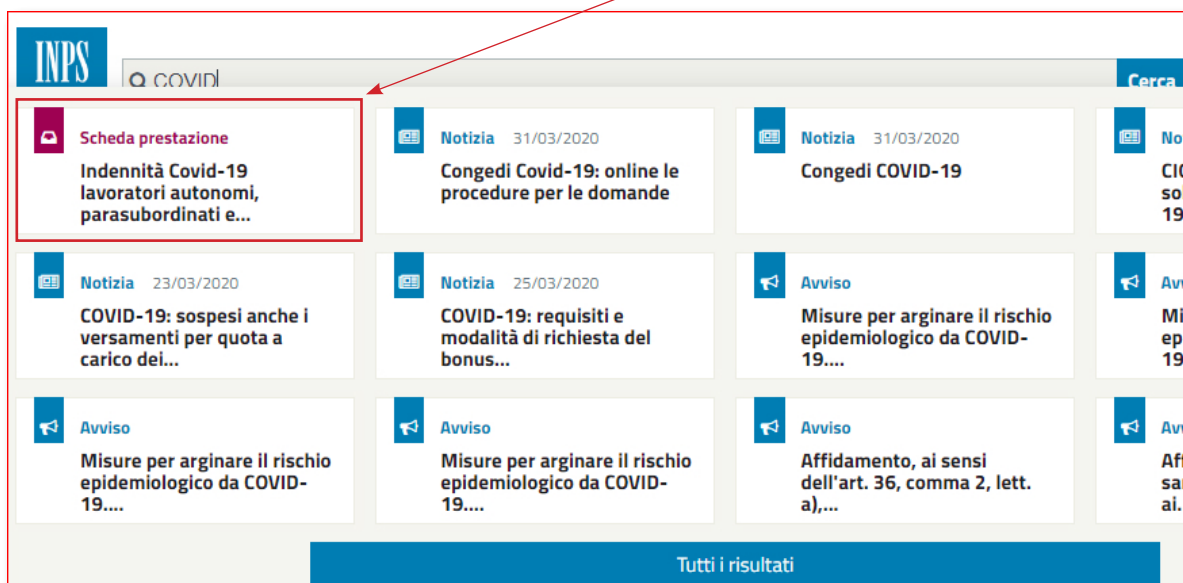 INPS
COVID
Cerca
Scheda prestazione
Indennità Covid-19
lavoratori autonomi,
parasubordinati e...
Notizia 31/03/2020
Congedi Covid-19: online le
procedure per le domande
Notizia 31/03/2020
Congedi COVID-19
Notizia 23/03/2020
COVID-19: sospesi anche i
versamenti per quota a
carico dei...
Notizia 25/03/2020
COVID-19: requisiti e
modalità di richiesta del
bonus...
Avviso
Misure per arginare il rischio
epidemiologico da COVID-
19....
Avviso
Misure per arginare il rischio
epidemiologico da COVID-
19....
Avviso
Misure per arginare il rischio
epidemiologico da COVID-
19....
Avviso
Affidamento, ai sensi
dell'art. 36, comma 2, lett.
a),...
Tutti i risultati